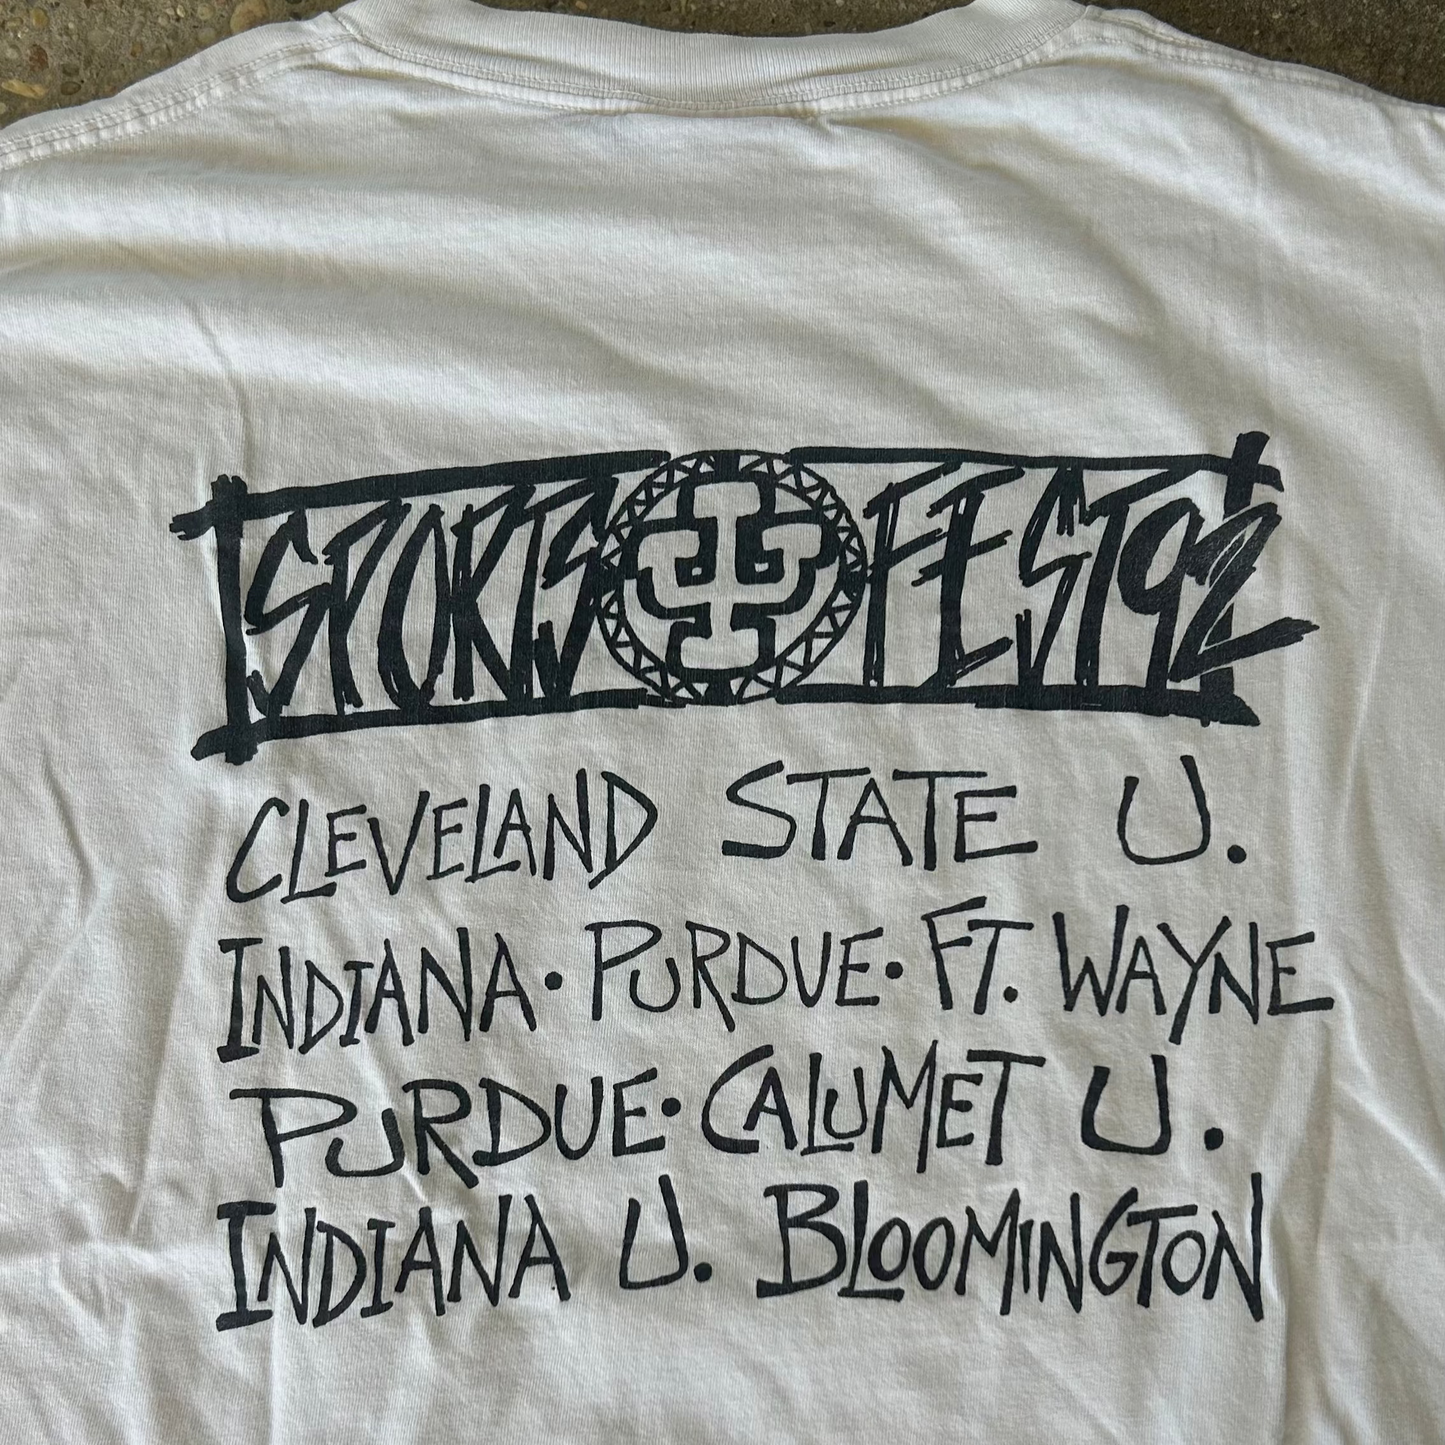 SPORTS FEST 92
CLEVELAND STATE U.
INDIANA • PURDUE • FT. WAYNE
PURDUE • CALUMET U.
INDIANA U. BLOOMINGTON